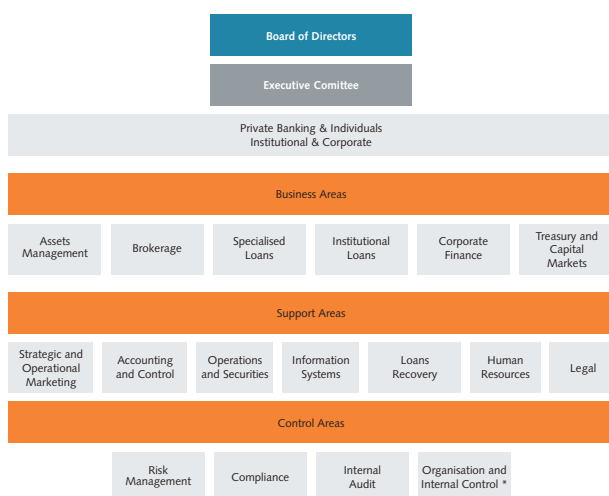 Board of Directors
Executive Comittee
Private Banking & Individuals
Institutional & Corporate
Business Areas
Assets
Management
Brokerage
Specialised
Loans
Institutional
Loans
Corporate
Finance
Treasury and
Capital
Markets
Support Areas
Strategic and
Operational
Marketing
Accounting
and Control
Operations
and Securities
Information
Systems
Loans
Recovery
Human
Resources
Legal
Control Areas
Risk
Management
Compliance
Internal
Audit
Organisation and
Internal Control *